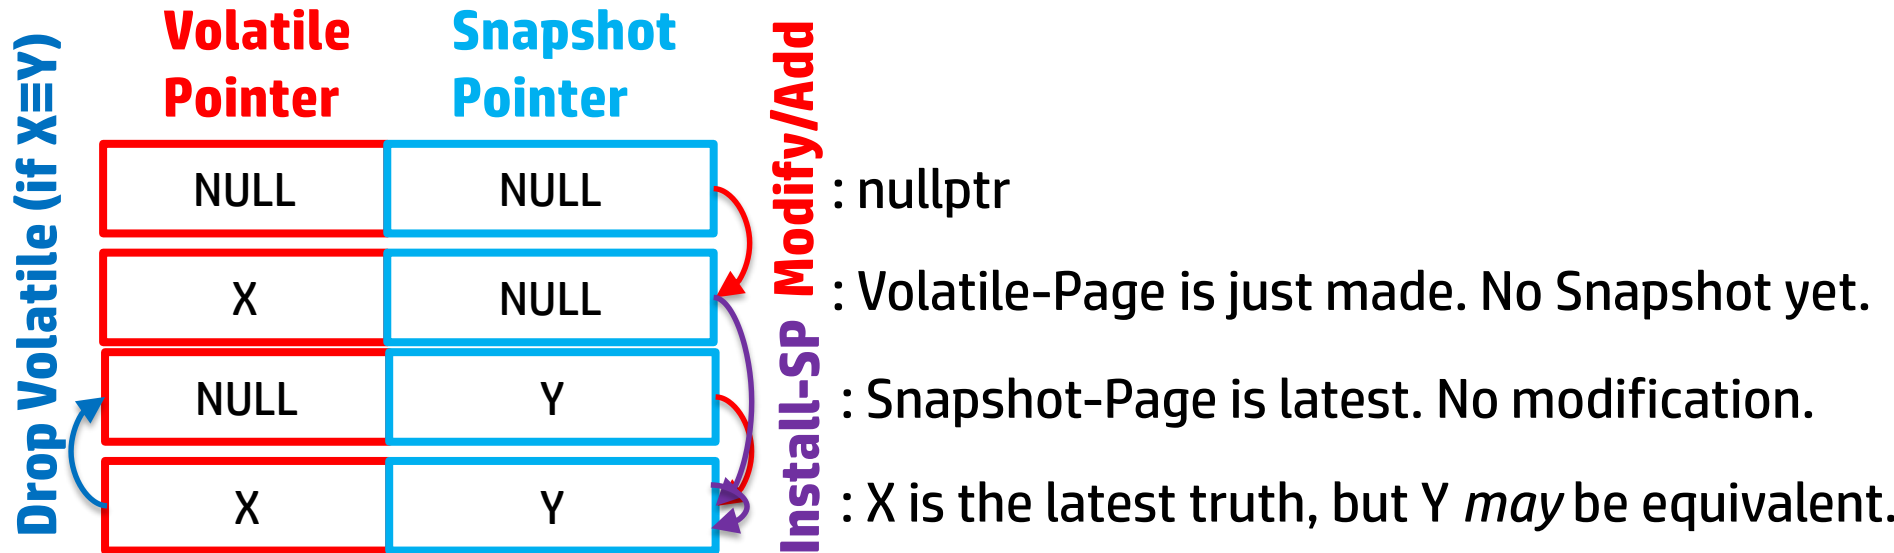 Drop Volatile (if X≡Y)
Volatile Pointer
Snapshot Pointer
Modify/Add
Install-SP
NULL NULL : nullptr
X NULL : Volatile-Page is just made. No Snapshot yet.
NULL Y : Snapshot-Page is latest. No modification.
X Y : X is the latest truth, but Y may be equivalent.